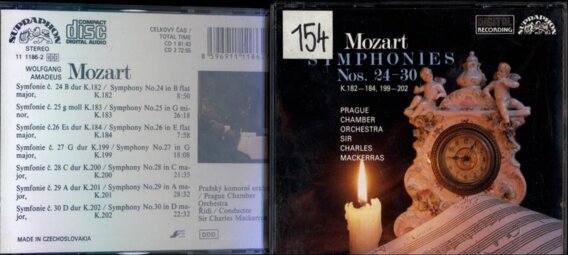 SUPRAPHON
COMPACT
disc
DIGITAL AUDIO
STEREO
11 1186-2
CELKOVÝ ČAS /
TOTAL TIME
CD 1 61:43
CD 2 72:55
WOLFGANG
AMADEUS
Mozart
Symfonie č. 24 B dur K.182 / Symphony No.24 in B flat
major, K.182 8:50
Symfonie č.25 g moll K.183 / Symphony No.25 in G mi-
nor, K.183 26:18
Symfonie č.26 Es dur K.184 / Symphony No.26 in E flat
major, K.184 7:58
Symfonie č. 27 G dur K.199 / Symphony No.27 in G
major, K.199 18:08
Symfonie č.28 C dur K.200 / Symphony No.28 in C
major, K.200 21:35
Symfonie č.29 A dur K.201 / Symphony No.29 in A
major, K.201 28:32
Symfonie č. 30 D dur K.202 / Symphony No.30 in D
major, K.202 22:32
Pražský komorní
/ Prague Chamber
Orchestra
Řídí / Conductor
Sir Charles Mackerras
MADE IN CZECHOSLOVAKIA
DDD
154
DIGITAL
RECORDING
SUPRAPHON
Mozart
SYMPHONIES
Nos. 24-30
K.182-184, 199-202
PRAGUE
CHAMBER
ORCHESTRA
SIR
CHARLES
MACKERRAS